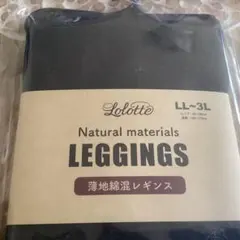 Lolotte
LL~3L
Natural materials
LEGGINGS
薄地綿混レギンス